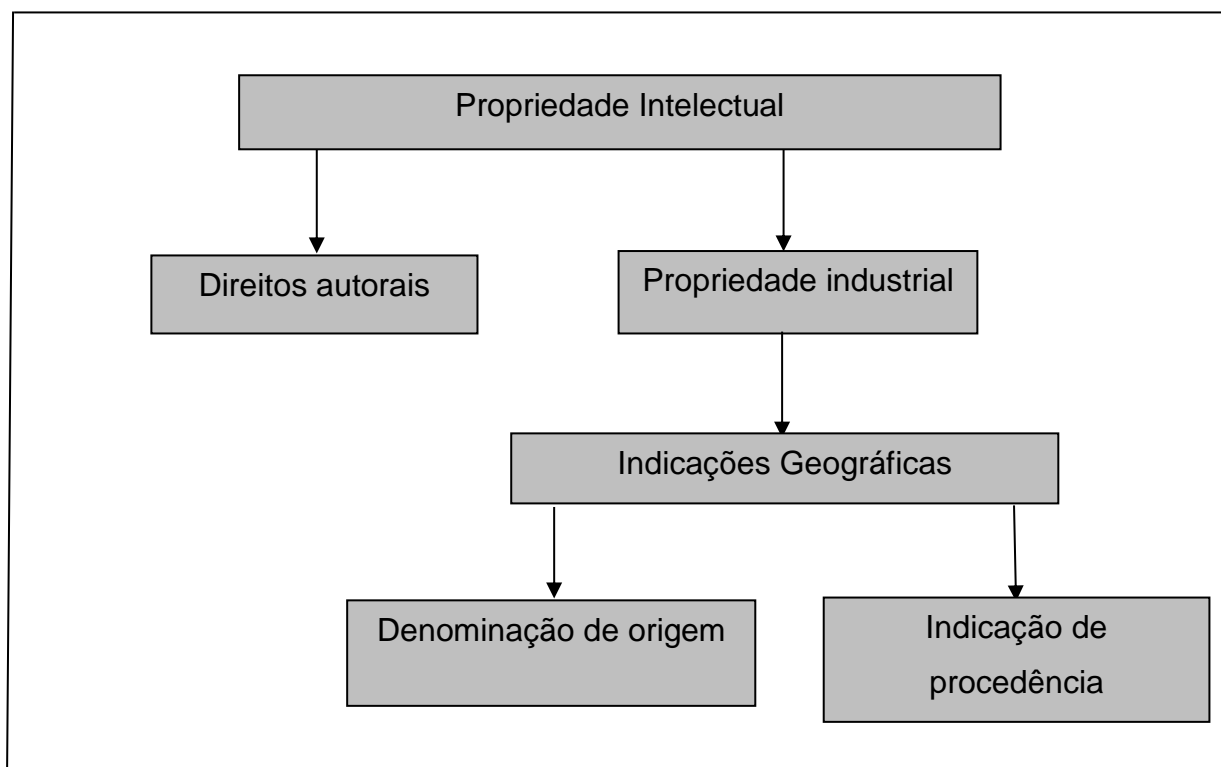 Propriedade Intelectual
Direitos autorais
Propriedade industrial
Indicações Geográficas
Denominação de origem
Indicação de
procedência